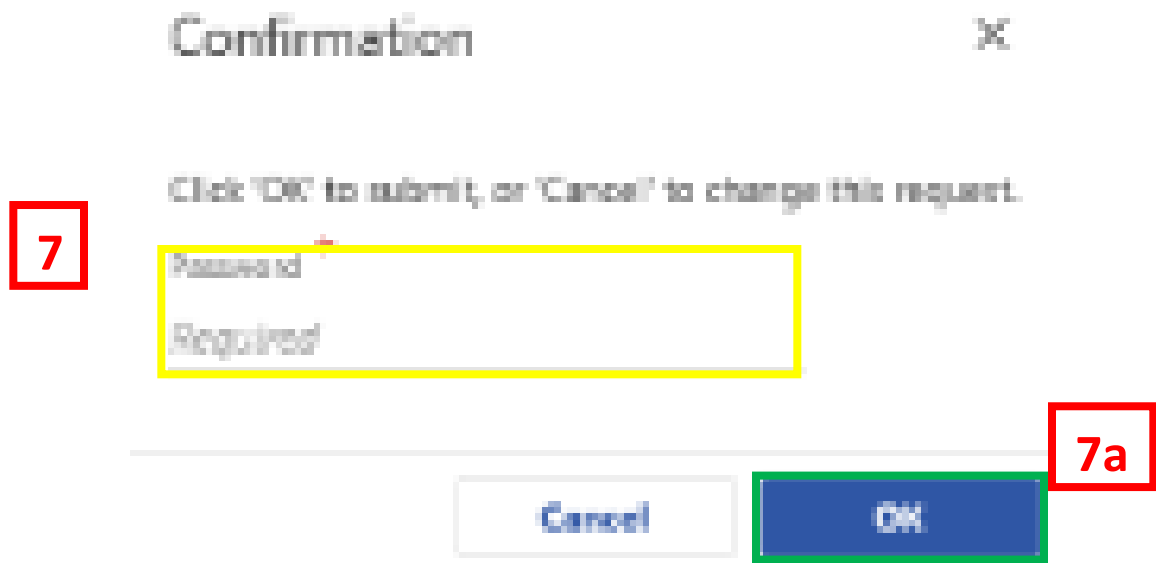 Confirmation
Click 'OK' to submit, or 'Cancel' to change this request.
7
Password *
Required
7a
Cancel
OK